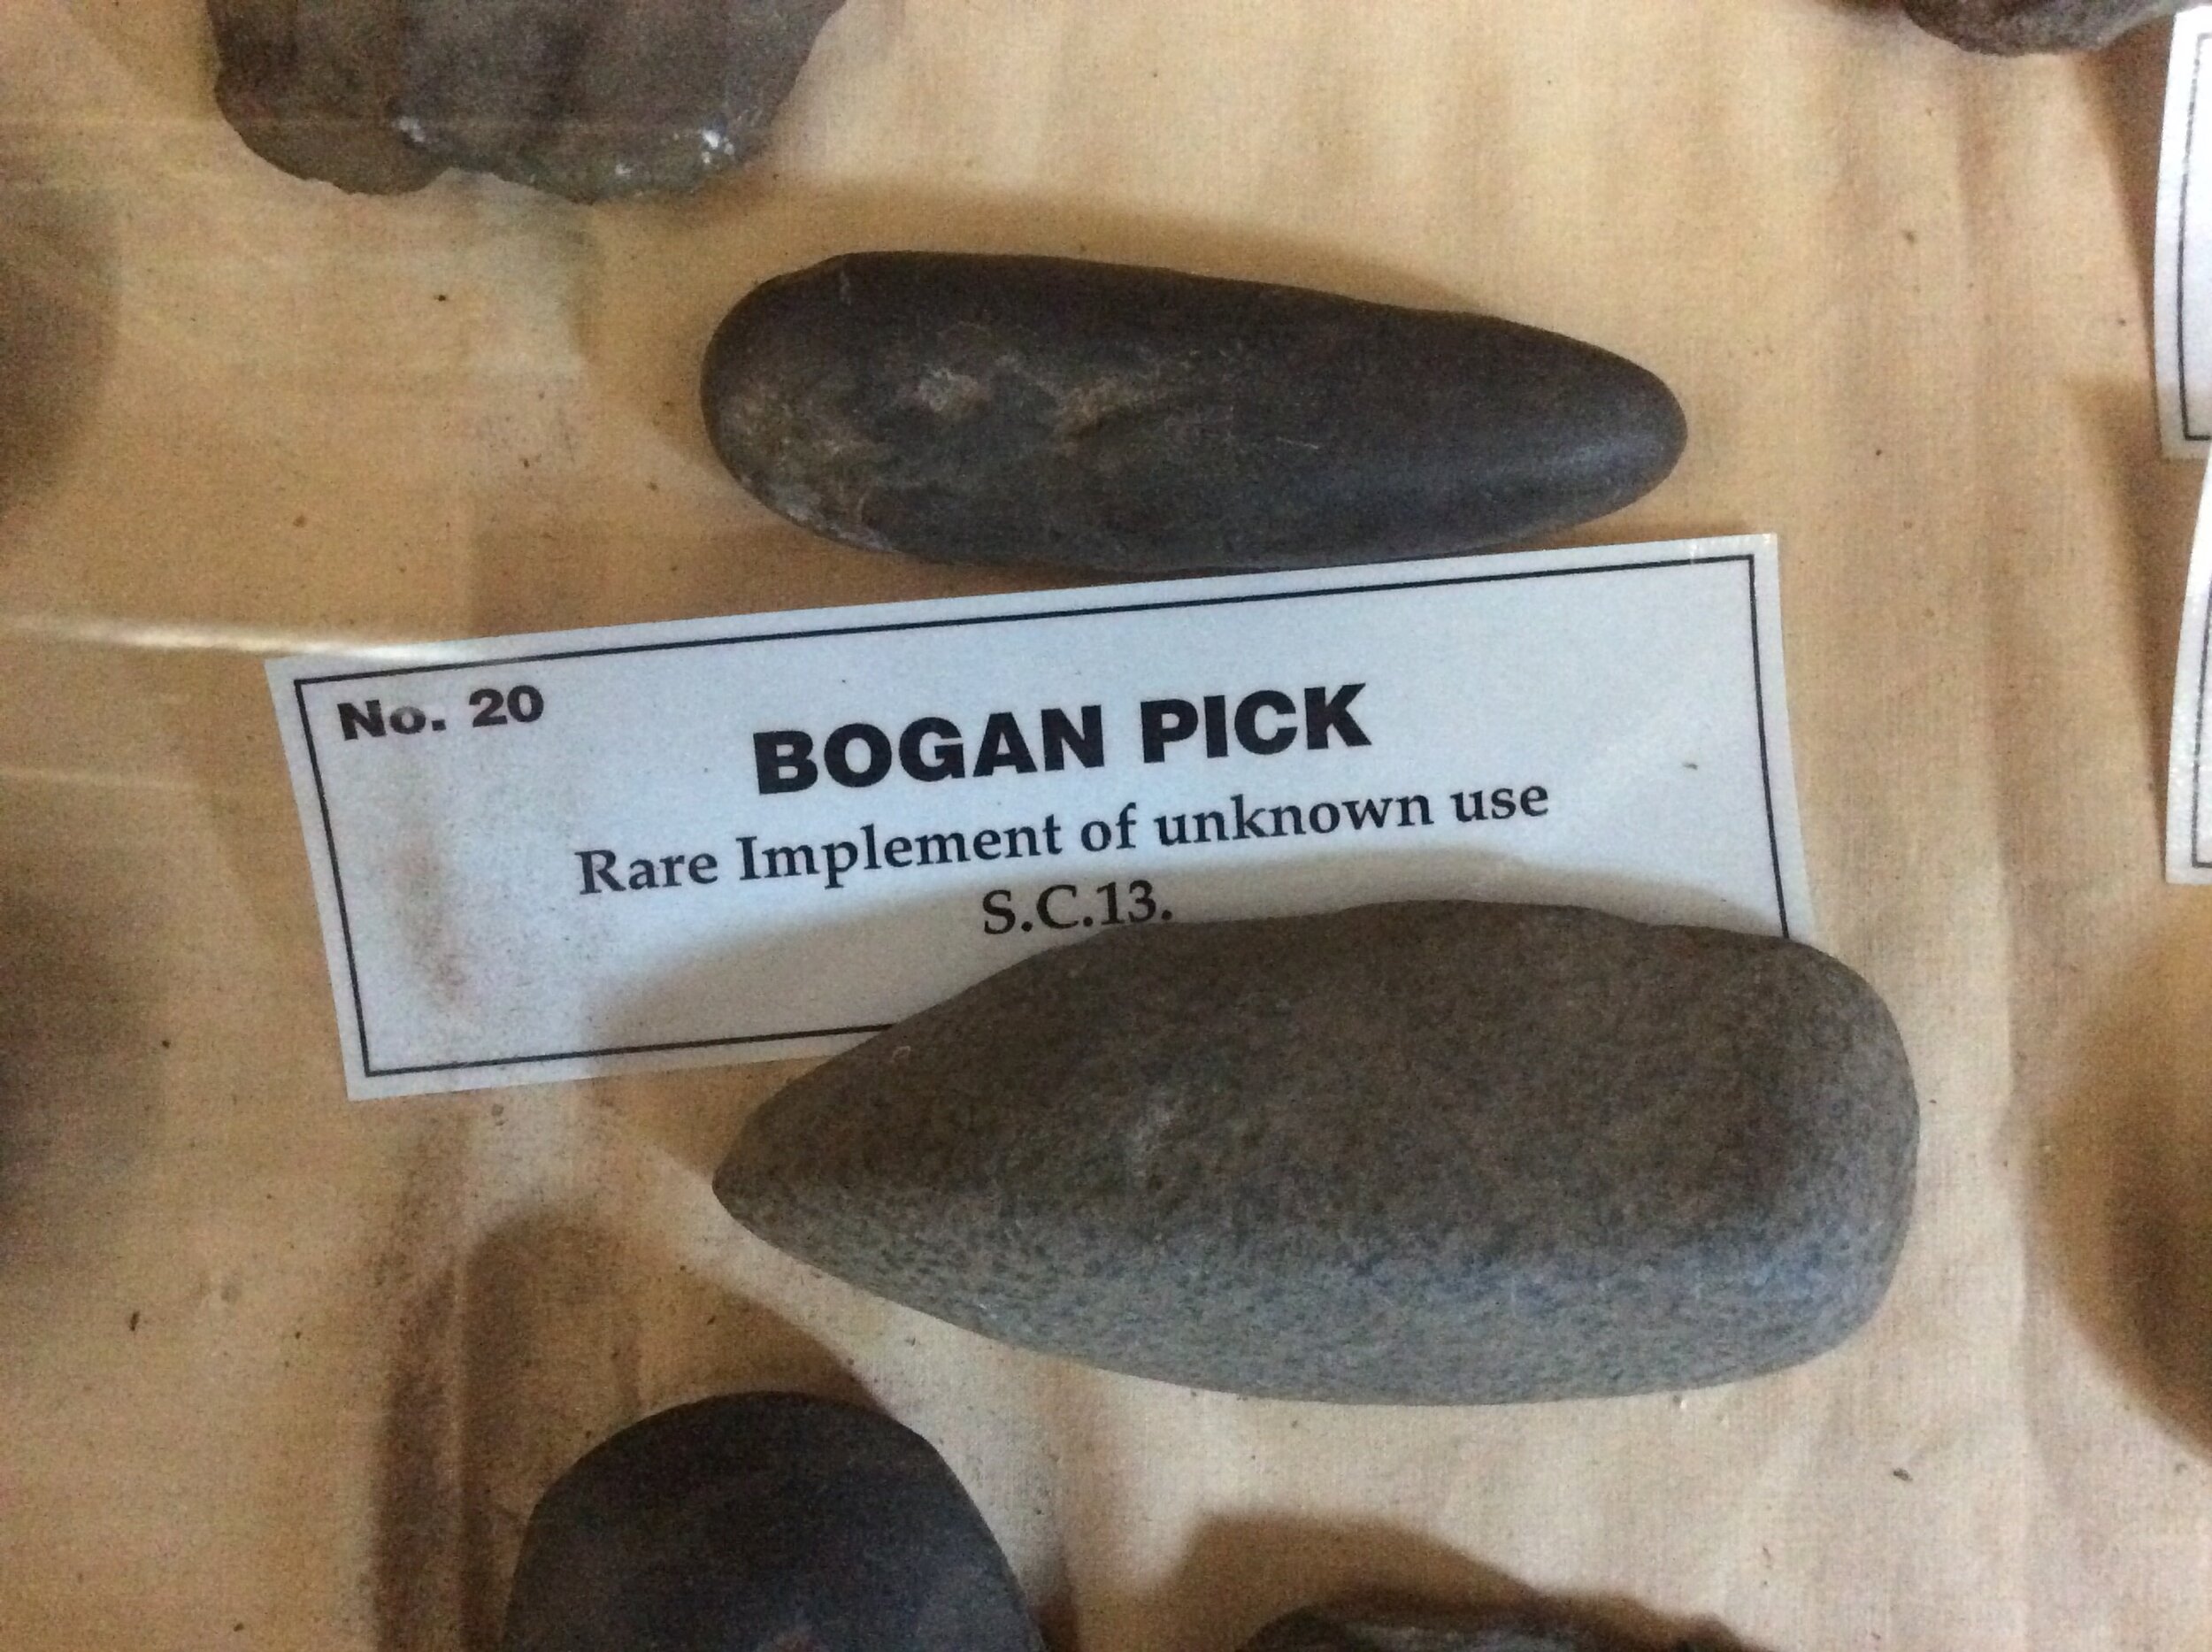 No. 20
BOGAN PICK
Rare Implement of unknown use
S.C.13.